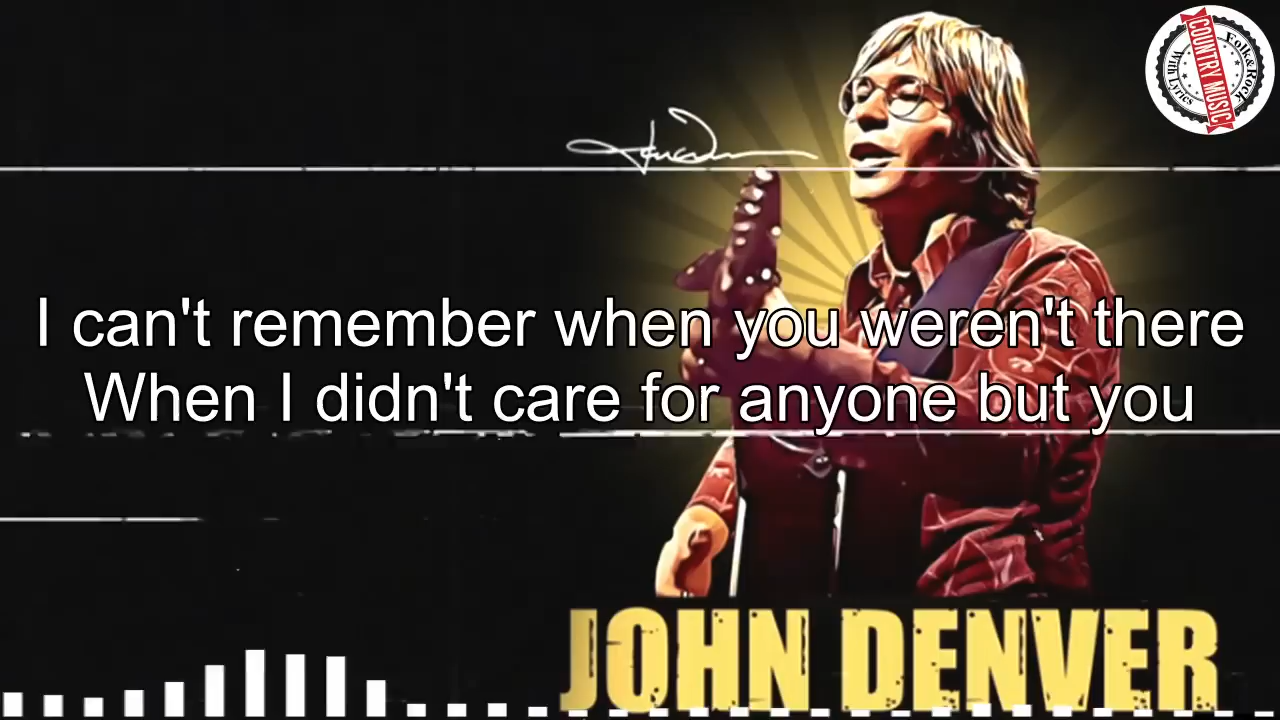 COUNTRY MUSIC
Folk&Rock
With Lyrics
I can't remember when you weren't there
When I didn't care for anyone but you
JOHN DENVER